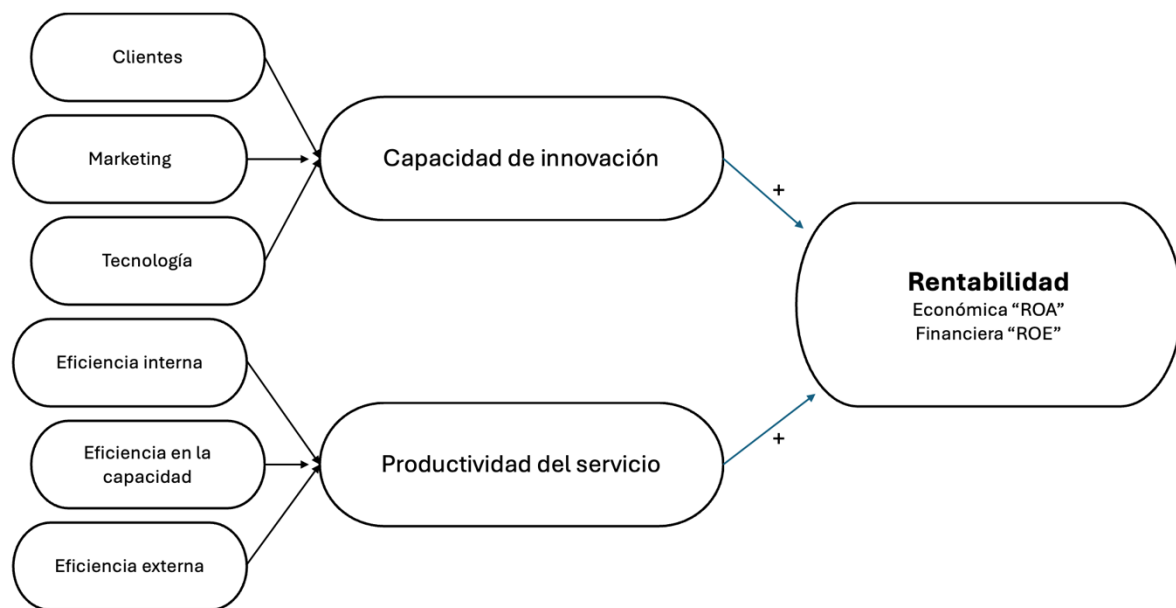 Clientes
Marketing
Tecnología
Eficiencia interna
Eficiencia en la
capacidad
Eficiencia externa
Capacidad de innovación
Productividad del servicio
+
+
Rentabilidad
Económica “ROA”
Financiera “ROE”